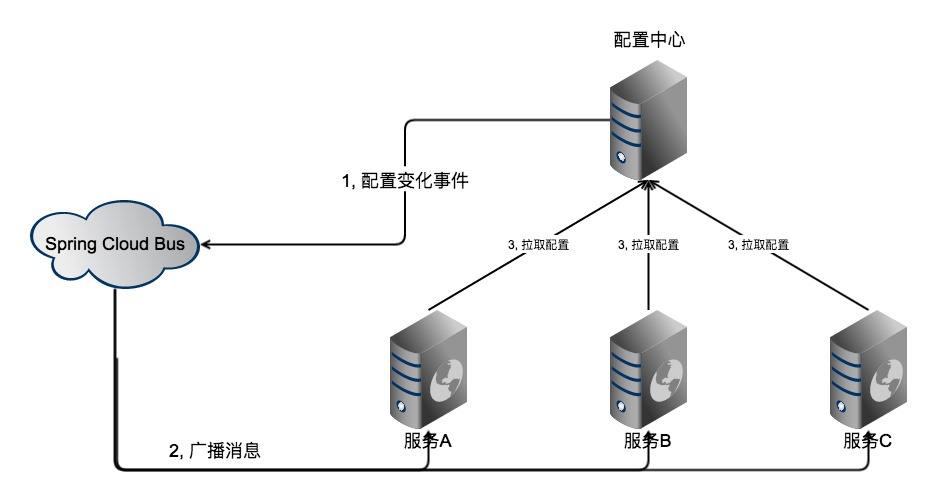 配置中心
1, 配置变化事件
Spring Cloud Bus
3, 拉取配置
3, 拉取配置
3, 拉取配置
服务A
服务B
服务C
2, 广播消息